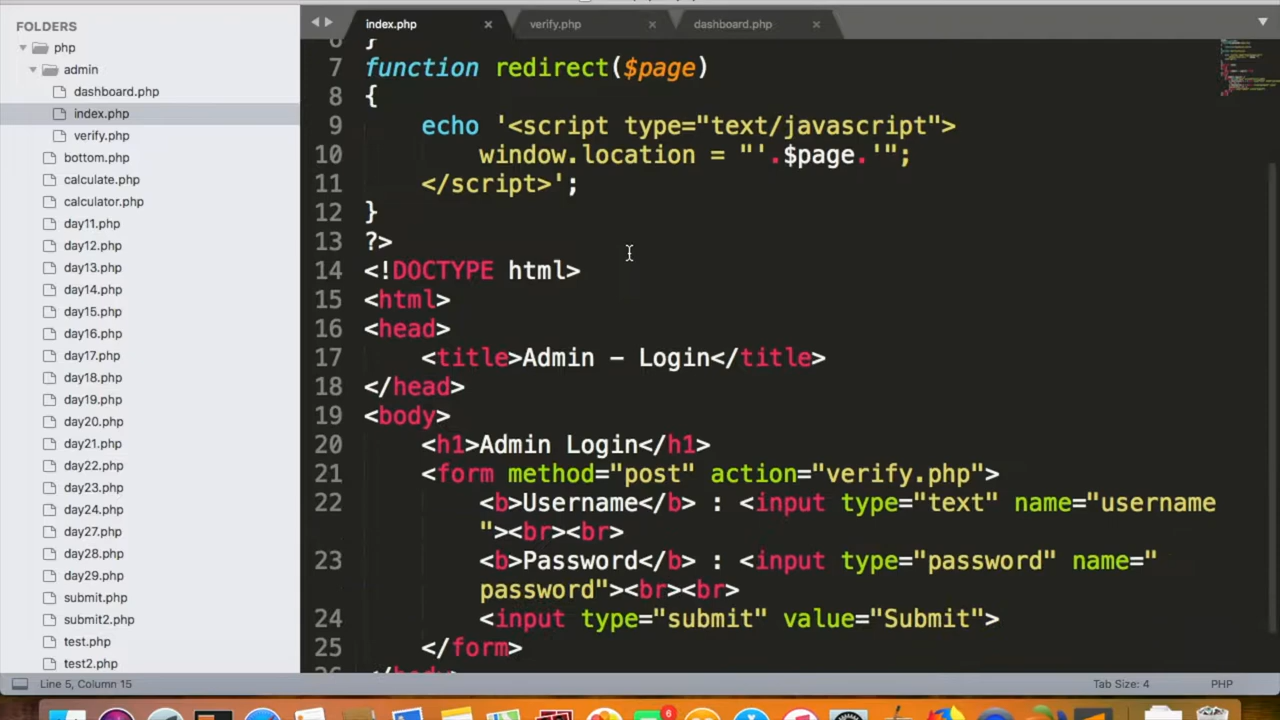 FOLDERS
php
admin
dashboard.php
index.php
verify.php
bottom.php
calculate.php
calculator.php
day11.php
day12.php
day13.php
day14.php
day15.php
day16.php
day17.php
day18.php
day19.php
day20.php
day21.php
day22.php
day23.php
day24.php
day27.php
day28.php
day29.php
submit.php
submit2.php
test.php
test2.php
index.php verify.php dashboard.php
6 }
7 function redirect($page)
8 {
9 echo '<script type="text/javascript">
10 window.location = "'.$page.'";
11 </script>';
12 }
13 ?>
14 <!DOCTYPE html>
15 <html>
16 <head>
17 <title>Admin - Login</title>
18 </head>
19 <body>
20 <h1>Admin Login</h1>
21 <form method="post" action="verify.php">
22 <b>Username</b> : <input type="text" name="username
"><br><br>
23 <b>Password</b> : <input type="password" name="
password"><br><br>
24 <input type="submit" value="Submit">
25 </form>
26 </body>
Line 5, Column 15 Tab Size: 4 PHP
6